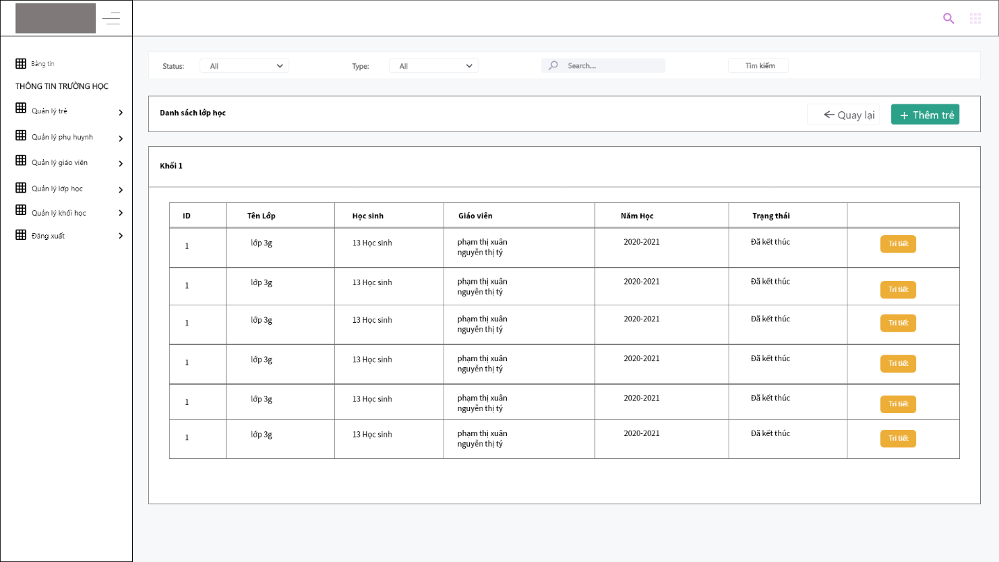 Bảng tin
THÔNG TIN TRƯỜNG HỌC
Quản lý trẻ
Quản lý phụ huynh
Quản lý giáo viên
Quản lý lớp học
Quản lý khối học
Đăng xuất
Status: All Type: All Search.... Tìm kiếm
Danh sách lớp học Quay lại + Thêm trẻ
Khối 1
ID Tên Lớp Học sinh Giáo viên Năm Học Trạng thái
1 lớp 3g 13 Học sinh phạm thị xuân 2020-2021 Đã kết thúc Tri tiết
nguyễn thị tý
1 lớp 3g 13 Học sinh phạm thị xuân 2020-2021 Đã kết thúc Tri tiết
nguyễn thị tý
1 lớp 3g 13 Học sinh phạm thị xuân 2020-2021 Đã kết thúc Tri tiết
nguyễn thị tý
1 lớp 3g 13 Học sinh phạm thị xuân 2020-2021 Đã kết thúc Tri tiết
nguyễn thị tý
1 lớp 3g 13 Học sinh phạm thị xuân 2020-2021 Đã kết thúc Tri tiết
nguyễn thị tý
1 lớp 3g 13 Học sinh phạm thị xuân 2020-2021 Đã kết thúc Tri tiết
nguyễn thị tý